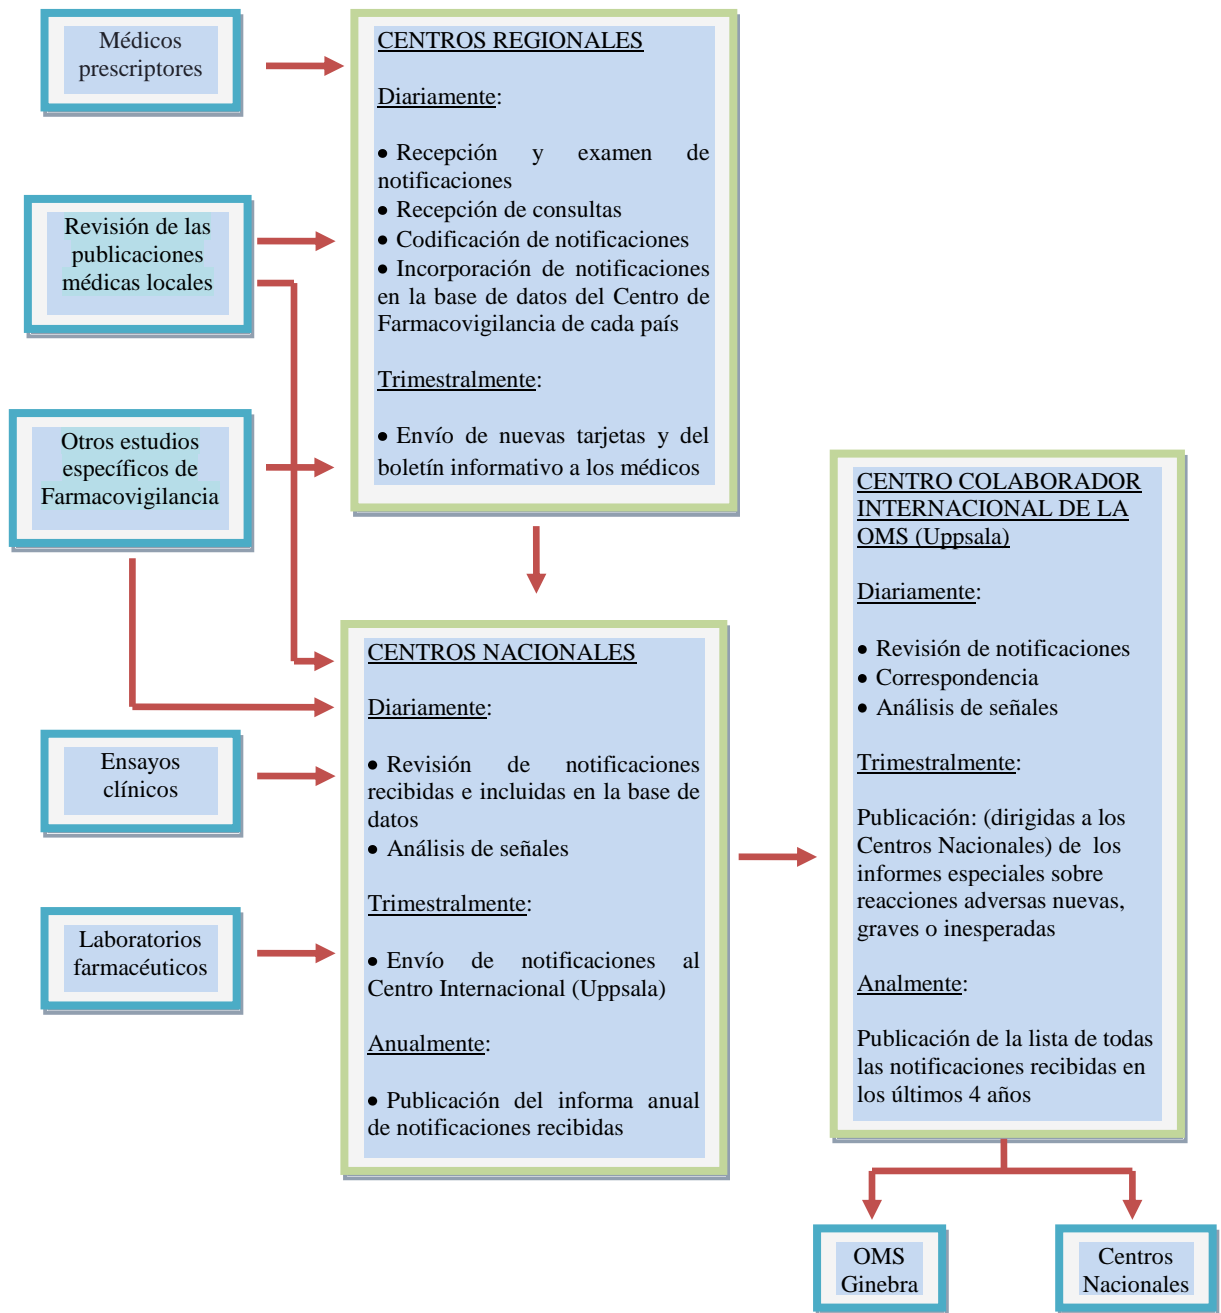 Médicos
prescriptores
CENTROS REGIONALES
Diariamente:
• Recepción y examen de
notificaciones
• Recepción de consultas
• Codificación de notificaciones
• Incorporación de notificaciones
en la base de datos del Centro de
Farmacovigilancia de cada país
Trimestralmente:
• Envío de nuevas tarjetas y del
boletín informativo a los médicos
Revisión de las
publicaciones
médicas locales
Otros estudios
específicos de
Farmacovigilancia
CENTROS NACIONALES
Diariamente:
• Revisión de notificaciones
recibidas e incluidas en la base de
datos
• Análisis de señales
Trimestralmente:
• Envío de notificaciones al
Centro Internacional (Uppsala)
Anualmente:
• Publicación del informa anual
de notificaciones recibidas
Ensayos
clínicos
Laboratorios
farmacéuticos
CENTRO COLABORADOR
INTERNACIONAL DE LA
OMS (Uppsala)
Diariamente:
• Revisión de notificaciones
• Correspondencia
• Análisis de señales
Trimestralmente:
Publicación: (dirigidas a los
Centros Nacionales) de los
informes especiales sobre
reacciones adversas nuevas,
graves o inesperadas
Analmente:
Publicación de la lista de todas
las notificaciones recibidas en
los últimos 4 años
OMS
Ginebra
Centros
Nacionales